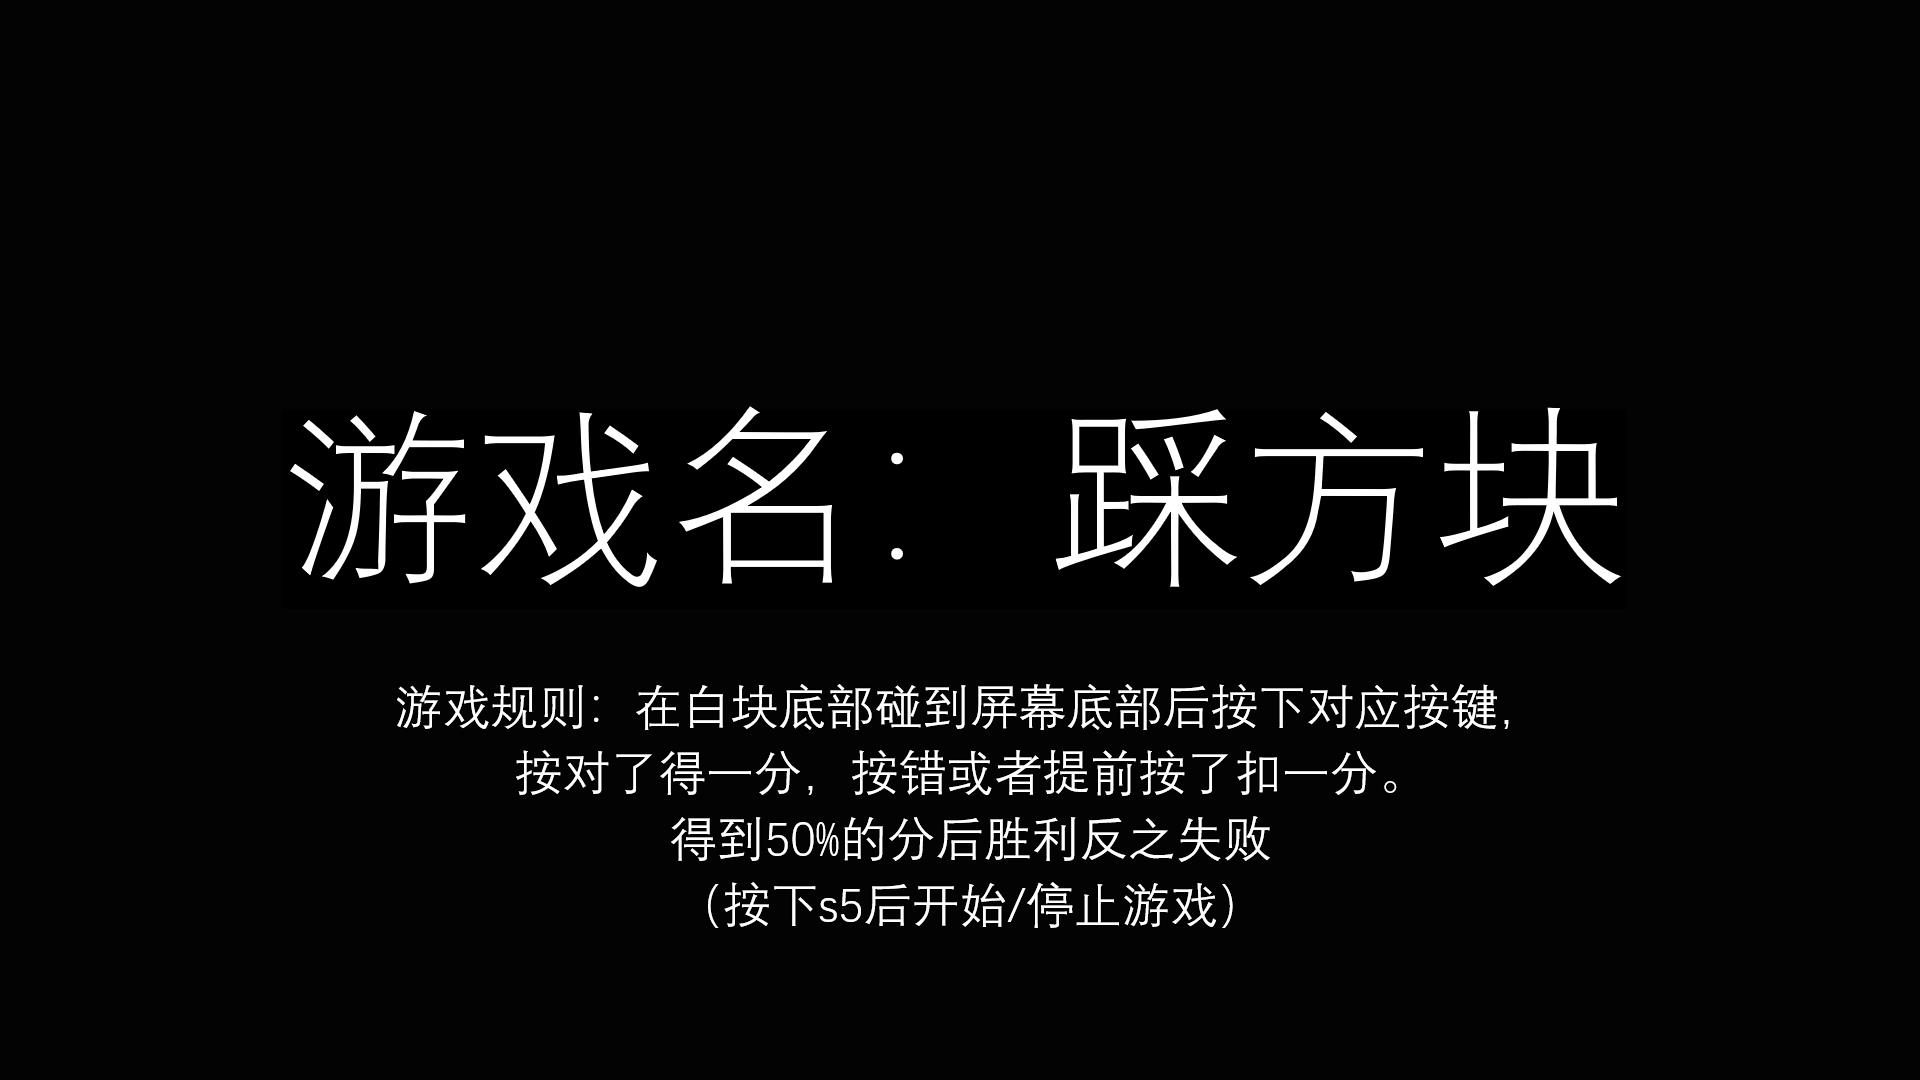 游戏名：踩方块
游戏规则：在白块底部碰到屏幕底部后按下对应按键，
按对了得一分，按错或者提前按了扣一分。
得到50%的分后胜利反之失败
（按下s5后开始/停止游戏）